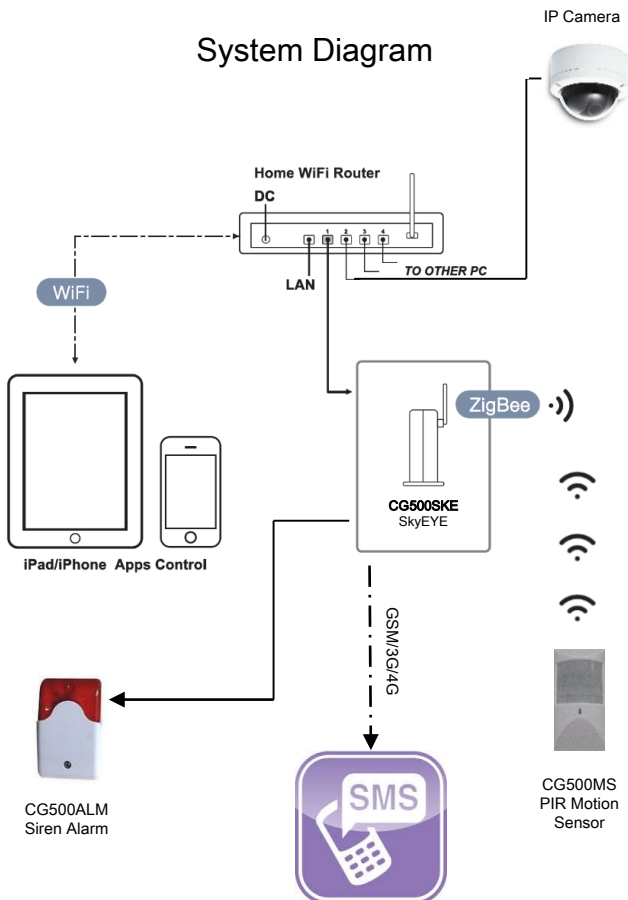 IP Camera
System Diagram
Home WiFi Router
DC
1 2 3 4
TO OTHER PC
LAN
WiFi
ZigBee
CG500SKE
SkyEYE
iPad/iPhone Apps Control
GSM/3G/4G
SMS
CG500ALM
Siren Alarm
CG500MS
PIR Motion
Sensor